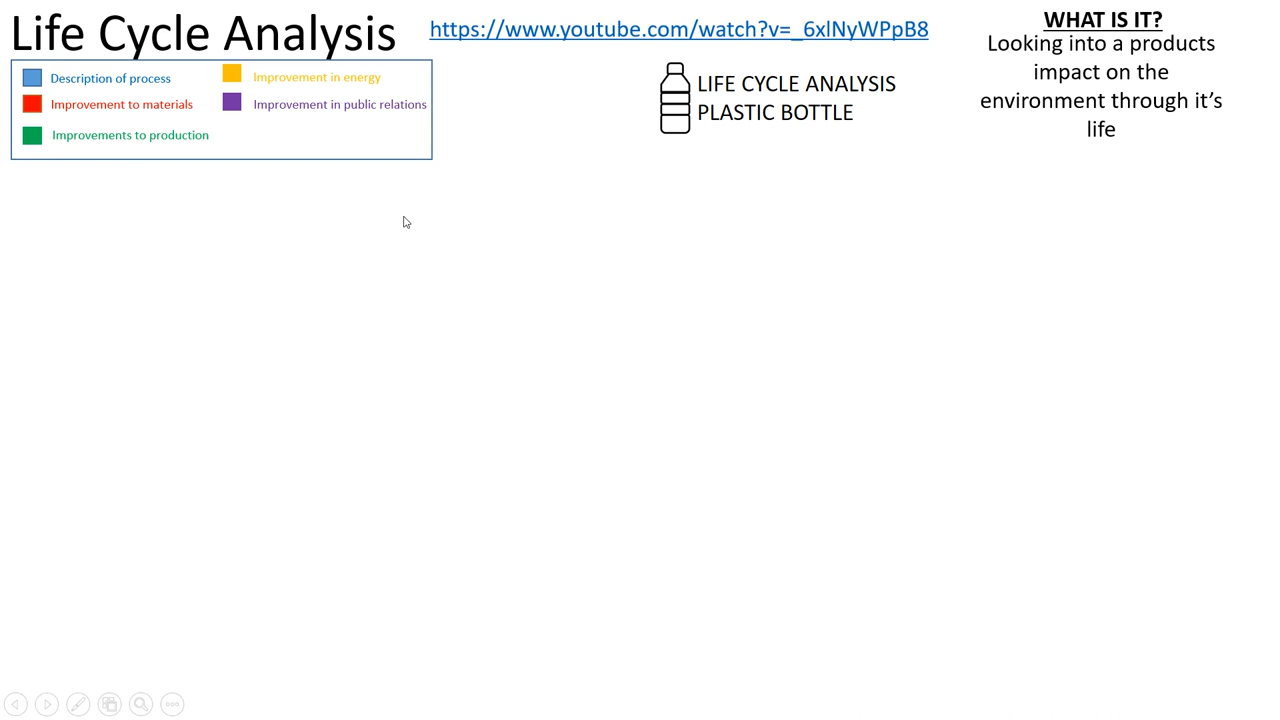 Life Cycle Analysis
https://www.youtube.com/watch?v=_6xlNyWPpB8
WHAT IS IT?
Looking into a products
impact on the
environment through it's
life
Description of process
Improvement in energy
Improvement to materials
Improvement in public relations
Improvements to production
LIFE CYCLE ANALYSIS
PLASTIC BOTTLE